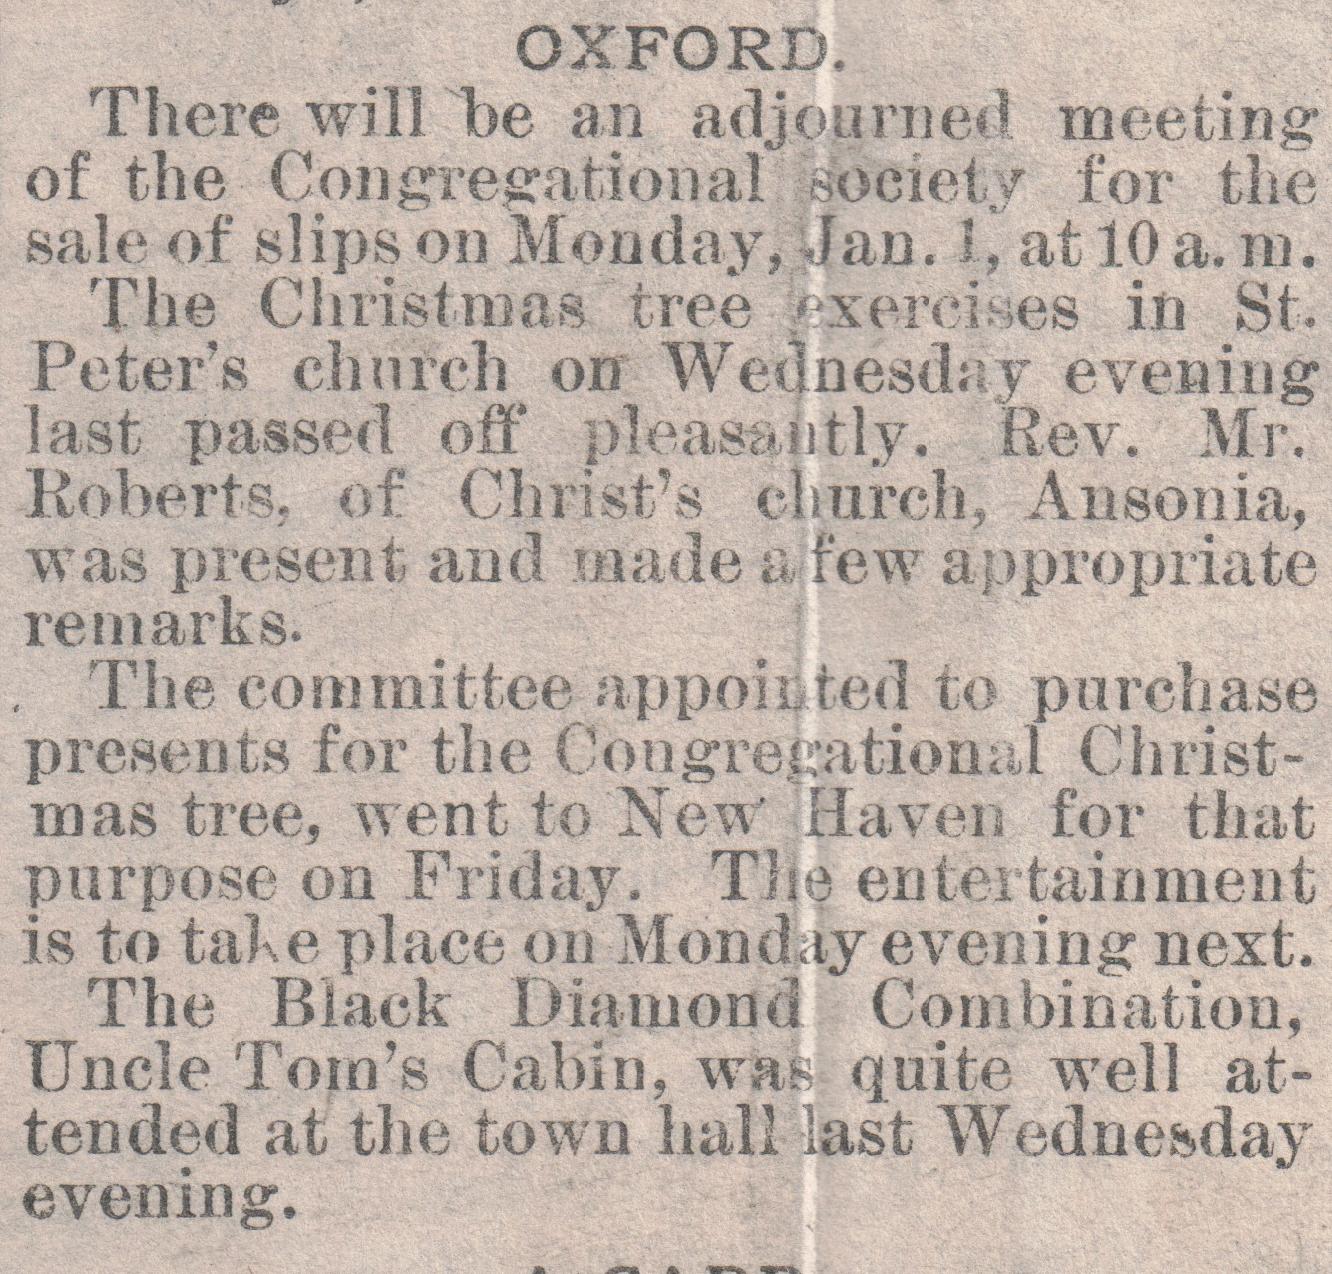 OXFORD.
There will be an adjourned meeting
of the Congregational society for the
sale of slips on Monday, Jan. 1, at 10 a. m.
The Christmas tree exercises in St.
Peter's church on Wednesday evening
last passed off pleasantly. Rev. Mr.
Roberts, of Christ's church, Ansonia,
was present and made a few appropriate
remarks.
The committee appointed to purchase
presents for the Congregational Christ-
mas tree, went to New Haven for that
purpose on Friday. The entertainment
is to take place on Monday evening next.
The Black Diamond Combination,
Uncle Tom's Cabin, was quite well at-
tended at the town hall last Wednesday
evening.